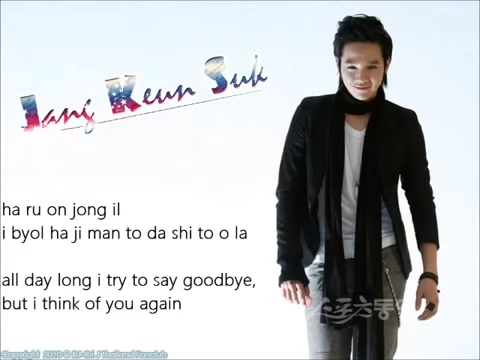 Jang Keun Suk
ha ru on jong il
i byol ha ji man to da shi to o la
all day long i try to say goodbye,
but i think of you again